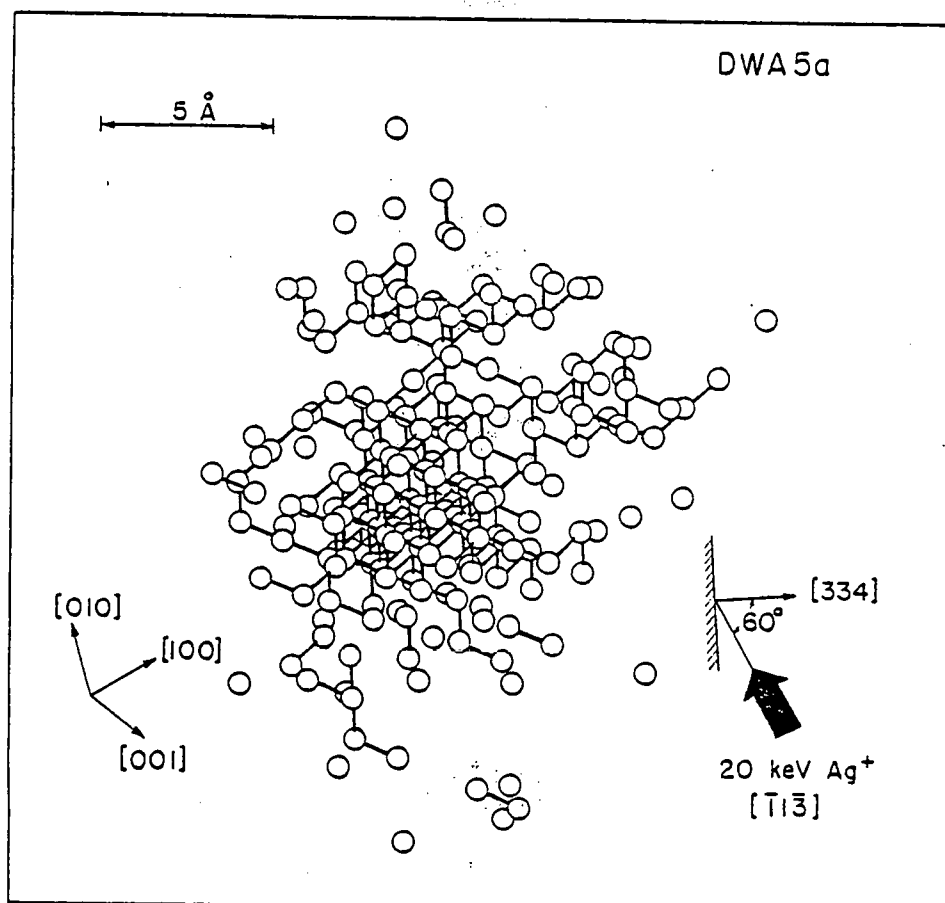 DWA5a
5 Å
[010]
[100]
[001]
[334]
60°
20 keV Ag⁺
[1̄13̄]